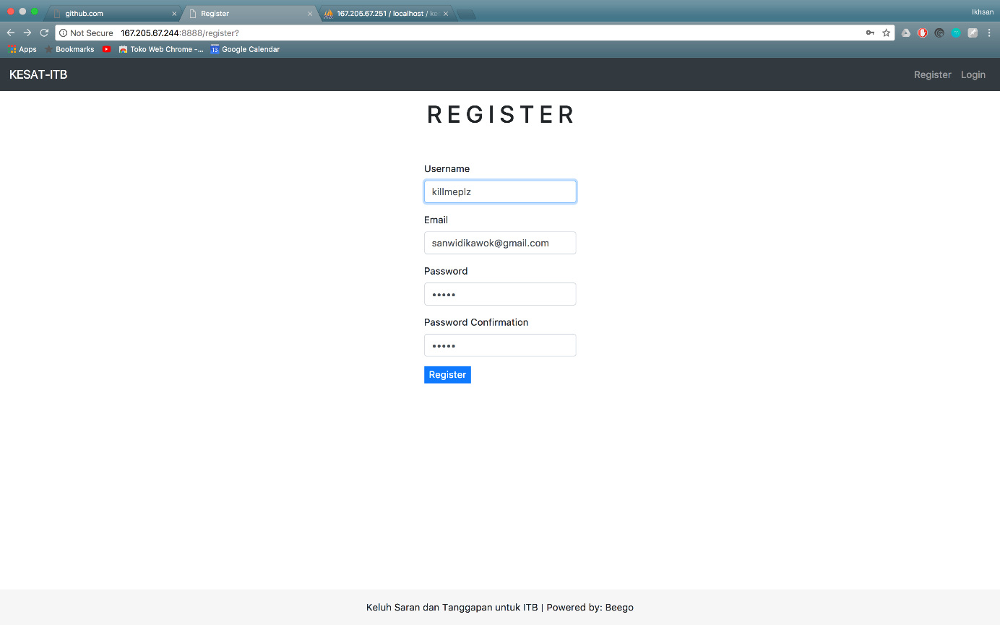 github.com
Register
167.205.67.251 / localhost / ke
Ikhsan
Not Secure 167.205.67.244:8888/register?
Apps Bookmarks Toko Web Chrome -... 13 Google Calendar
KESAT-ITB
Register Login
REGISTER
Username
killmeplz
Email
sanwidikawok@gmail.com
Password
•••••
Password Confirmation
•••••
Register
Keluh Saran dan Tanggapan untuk ITB | Powered by: Beego